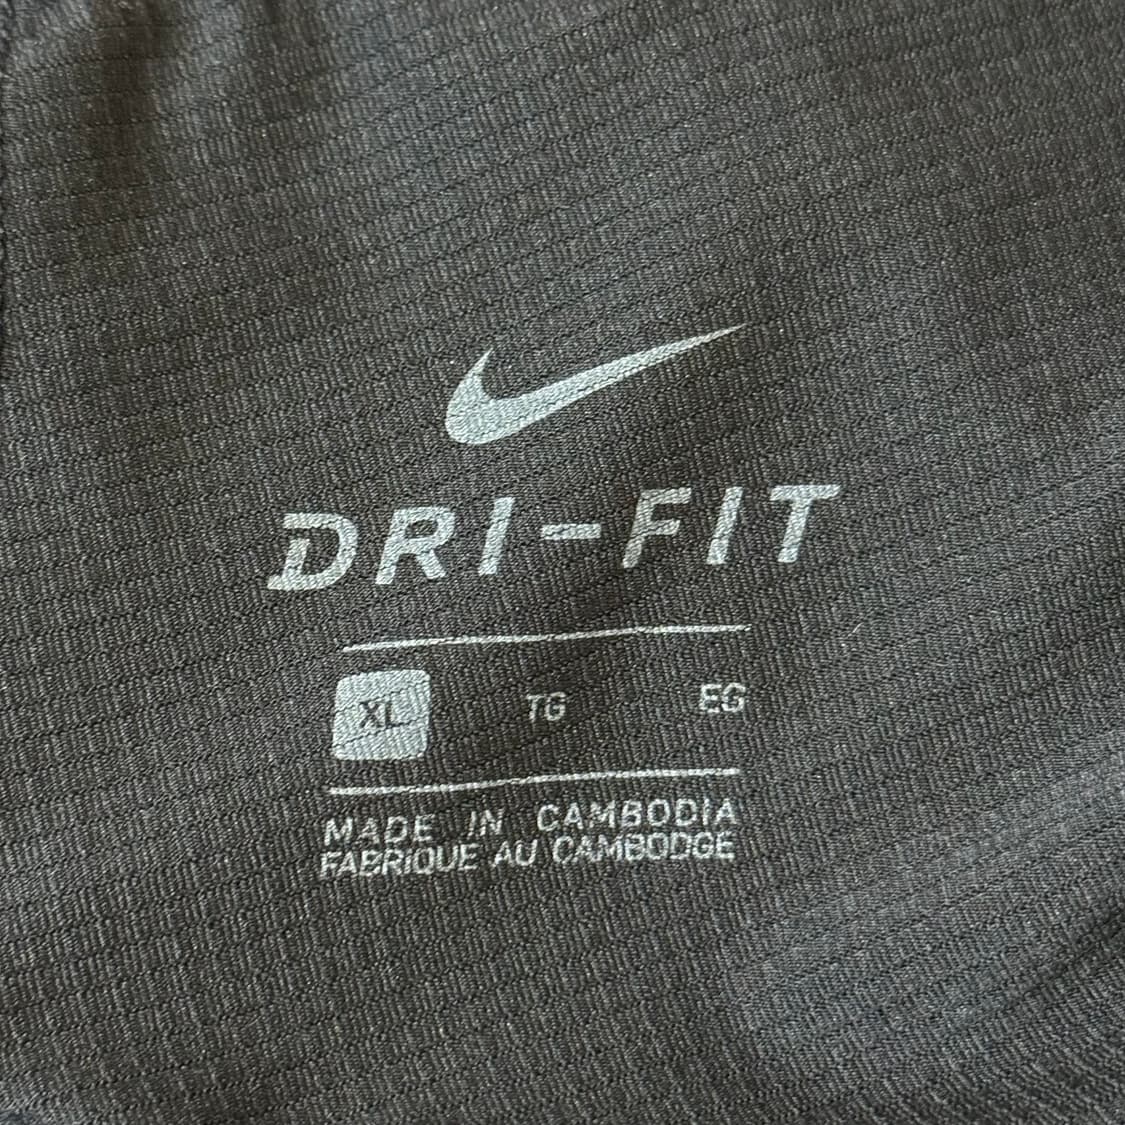 DRI-FIT
XL TG EG
MADE IN CAMBODIA
FABRIQUE AU CAMBODGE